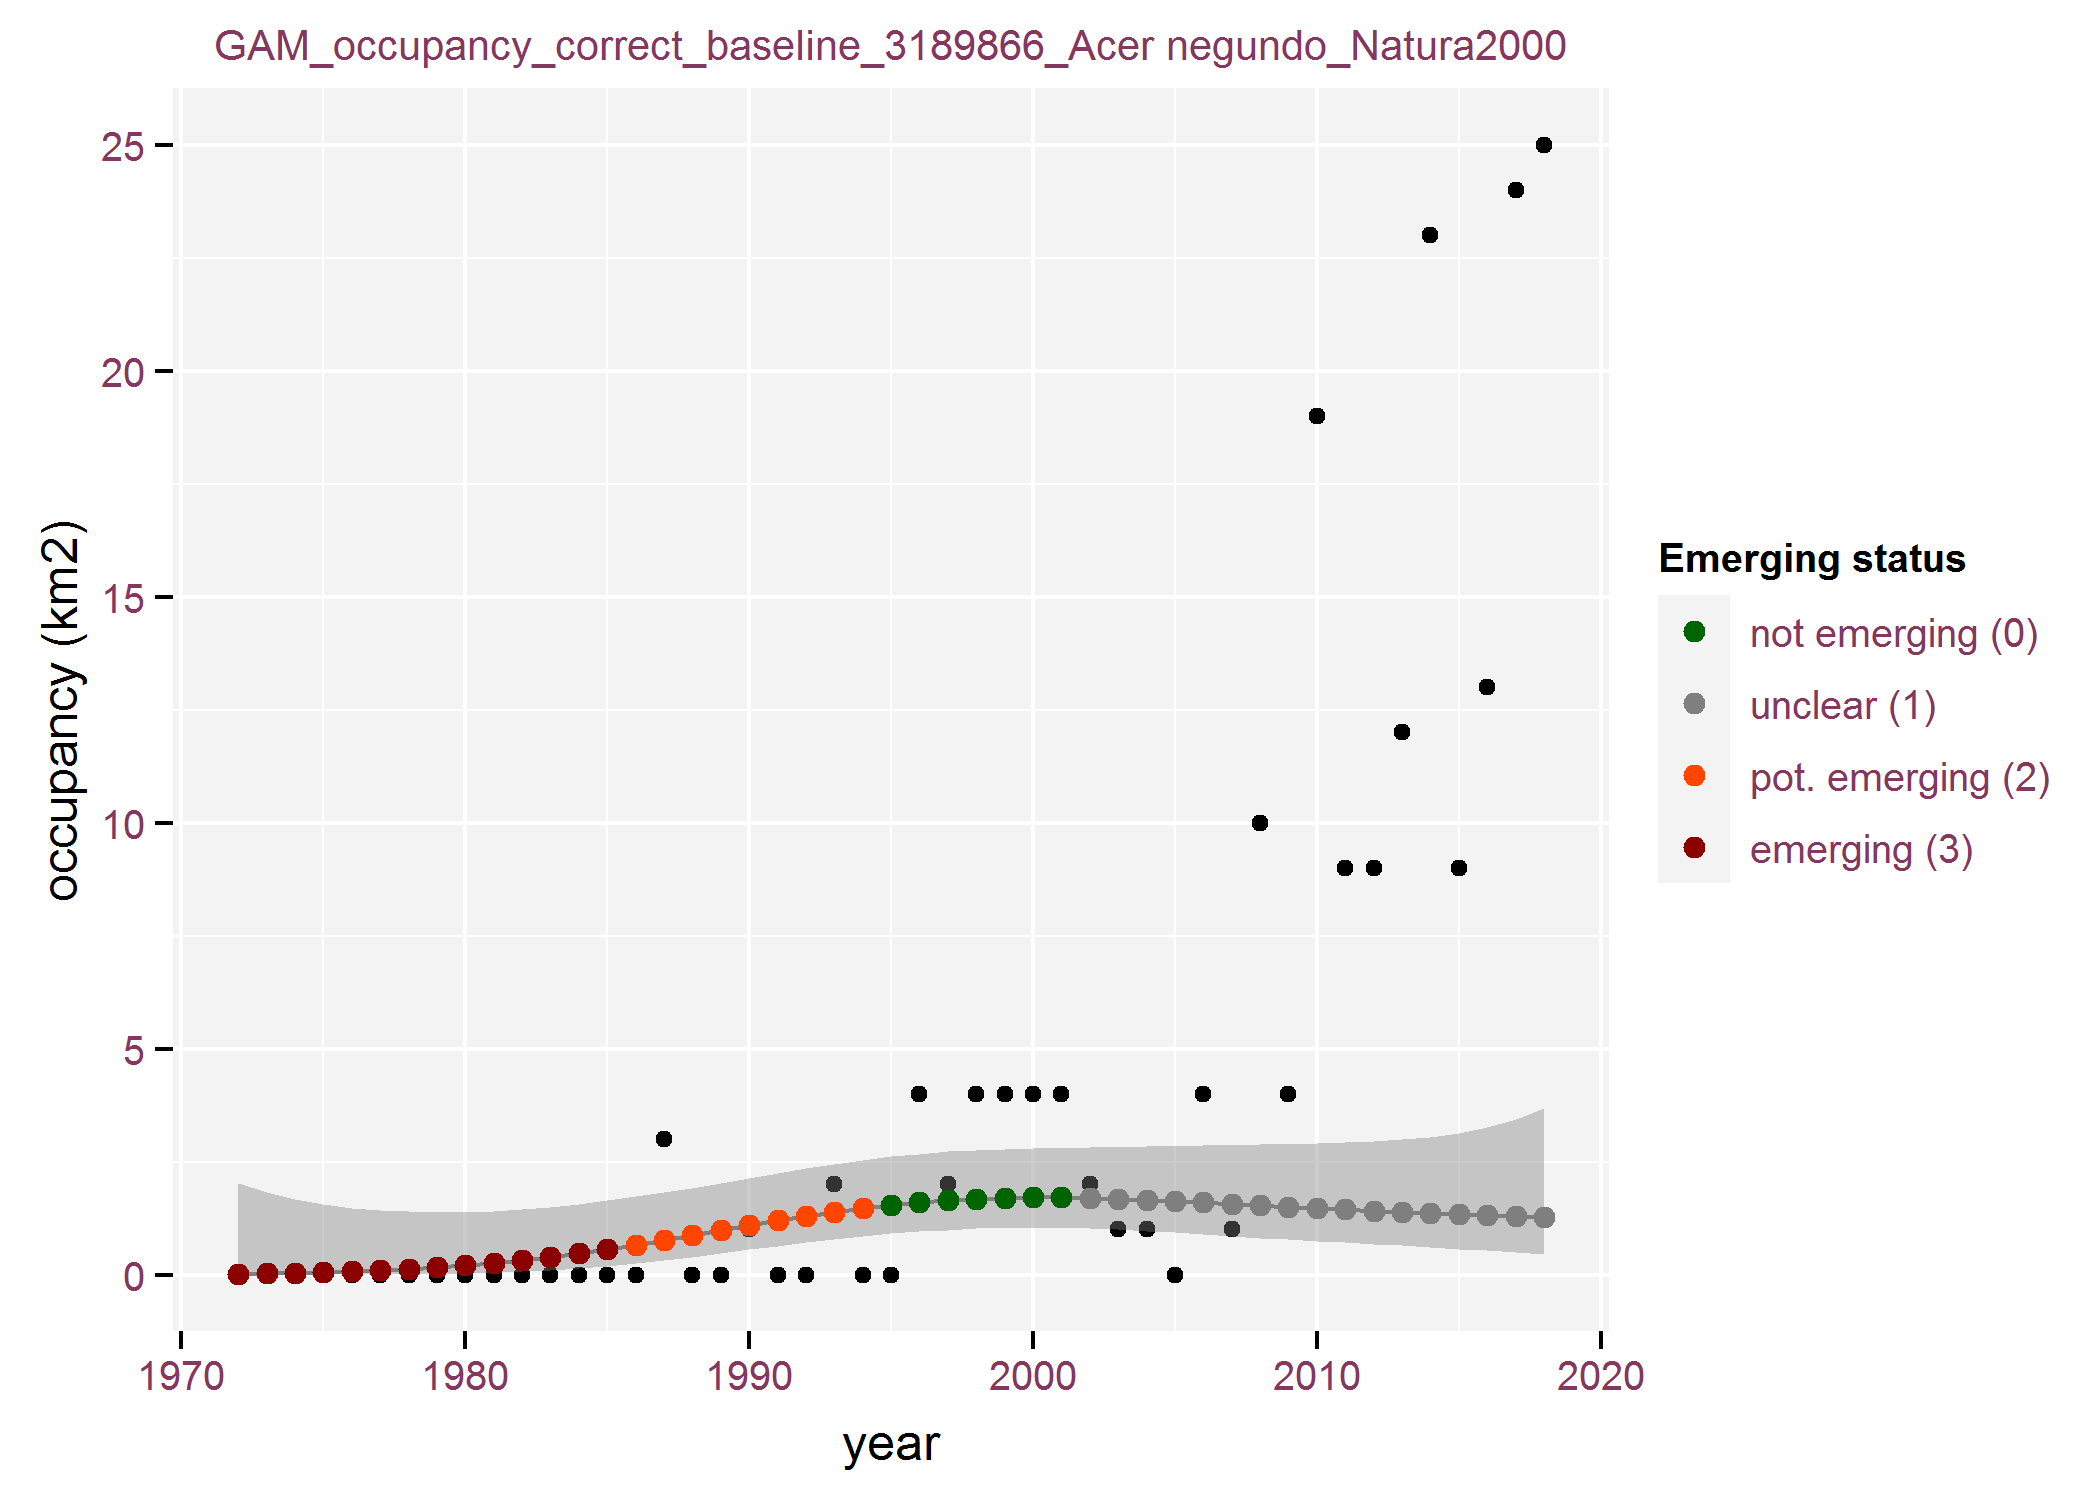 GAM_occupancy_correct_baseline_3189866_Acer negundo_Natura2000
25
20
15
10
5
0
occupancy (km2)
1970 1980 1990 2000 2010 2020
year
Emerging status
not emerging (0)
unclear (1)
pot. emerging (2)
emerging (3)